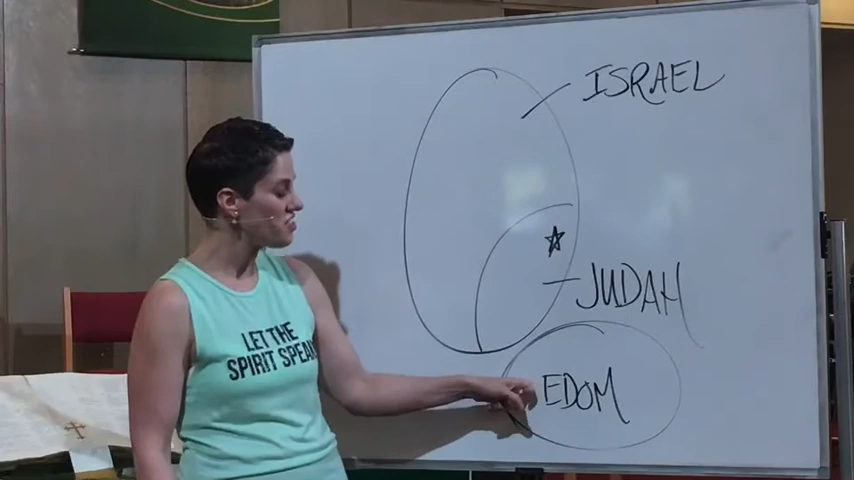 ISRAEL
JUDAH
EDOM
LET THE
SPIRIT SPEAK